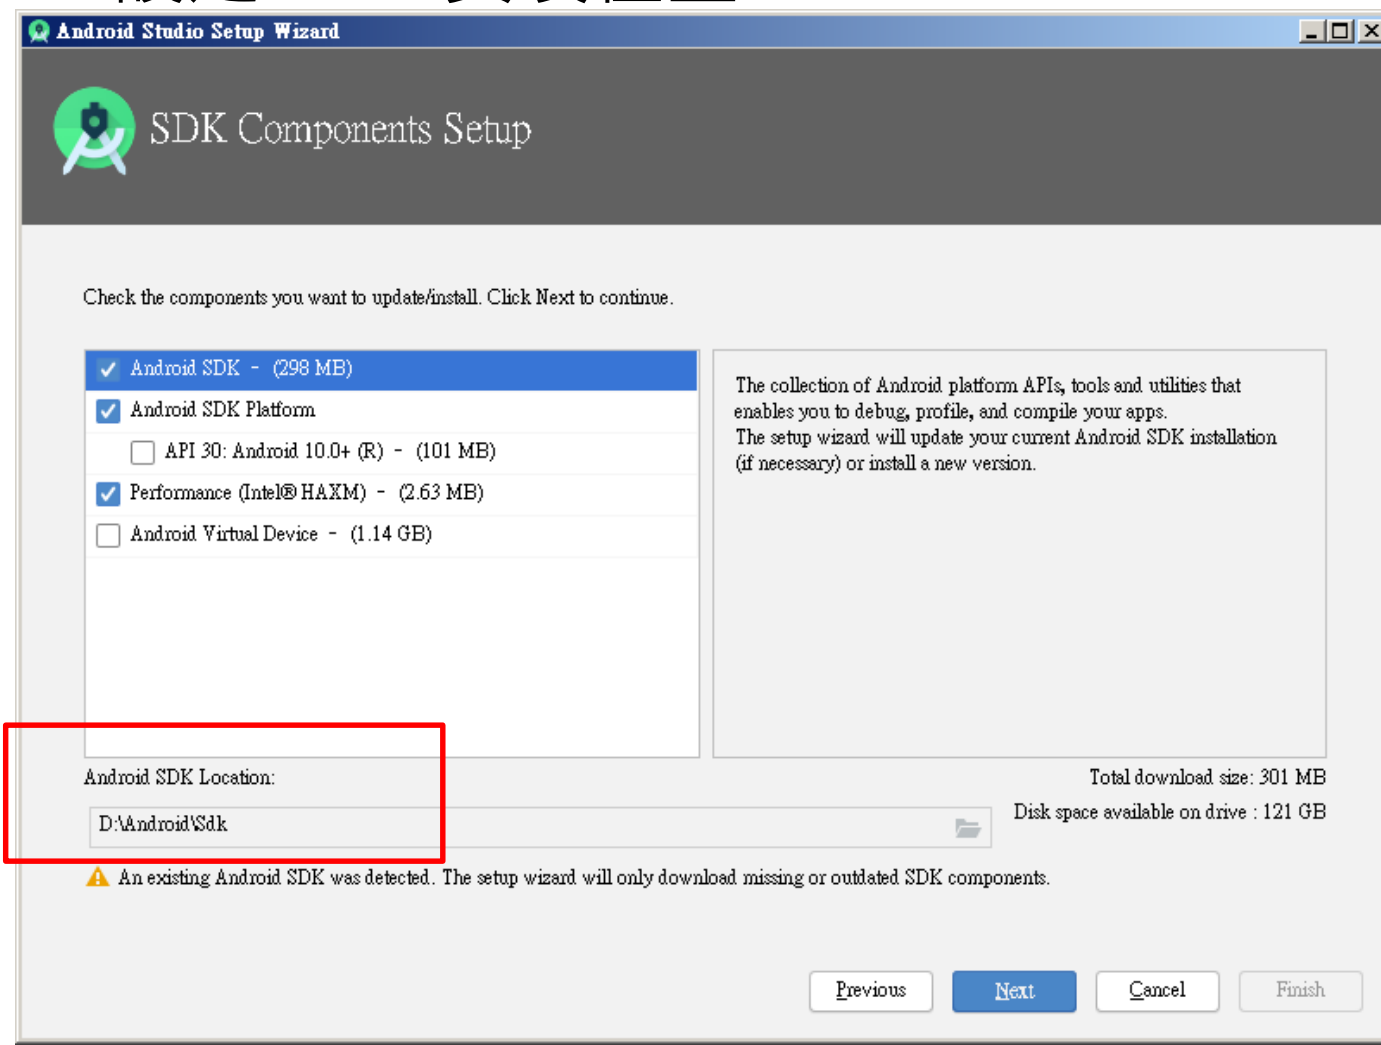 Android Studio Setup Wizard
SDK Components Setup
Check the components you want to update/install. Click Next to continue.
Android SDK - (298 MB)
Android SDK Platform
API 30: Android 10.0+ (R) - (101 MB)
Performance (Intel® HAXM) - (2.63 MB)
Android Virtual Device - (1.14 GB)
The collection of Android platform APIs, tools and utilities that
enables you to debug, profile, and compile your apps.
The setup wizard will update your current Android SDK installation
(if necessary) or install a new version.
Android SDK Location:
Total download size: 301 MB
D:\Android\Sdk
Disk space available on drive : 121 GB
An existing Android SDK was detected. The setup wizard will only download missing or outdated SDK components.
Previous
Next
Cancel
Finish